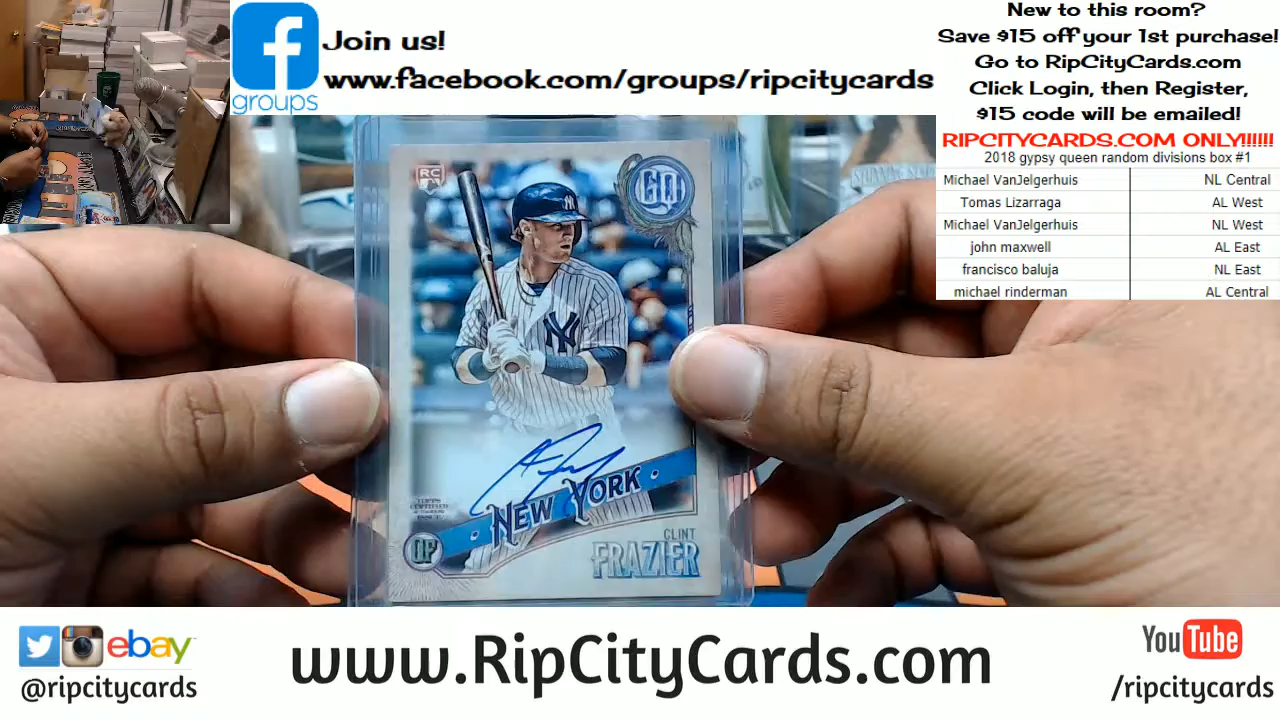 Join us!
www.facebook.com/groups/ripcitycards
groups
New to this room?
Save $15 off your 1st purchase!
Go to RipCityCards.com
Click Login, then Register,
$15 code will be emailed!
RIPCITYCARDS.COM ONLY!!!!!!
2018 gypsy queen random divisions box #1
Michael VanJelgerhuis NL Central
Tomas Lizarraga AL West
Michael VanJelgerhuis NL West
john maxwell AL East
francisco baluja NL East
michael rinderman AL Central
RC
GQ
NY
NEW YORK
OF
CLINT
FRAZIER
ebay
@ripcitycards
www.RipCityCards.com
YouTube
/ripcitycards